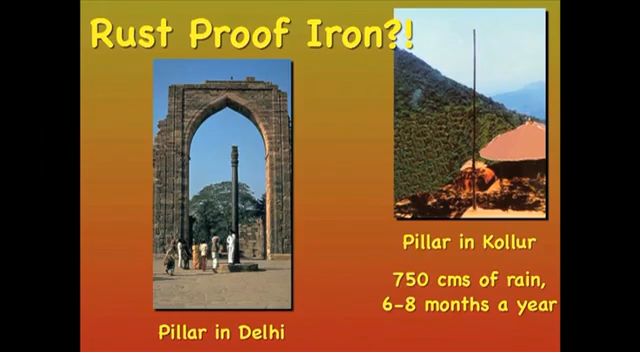 Rust Proof Iron?!
Pillar in Delhi
Pillar in Kollur
750 cms of rain,
6-8 months a year